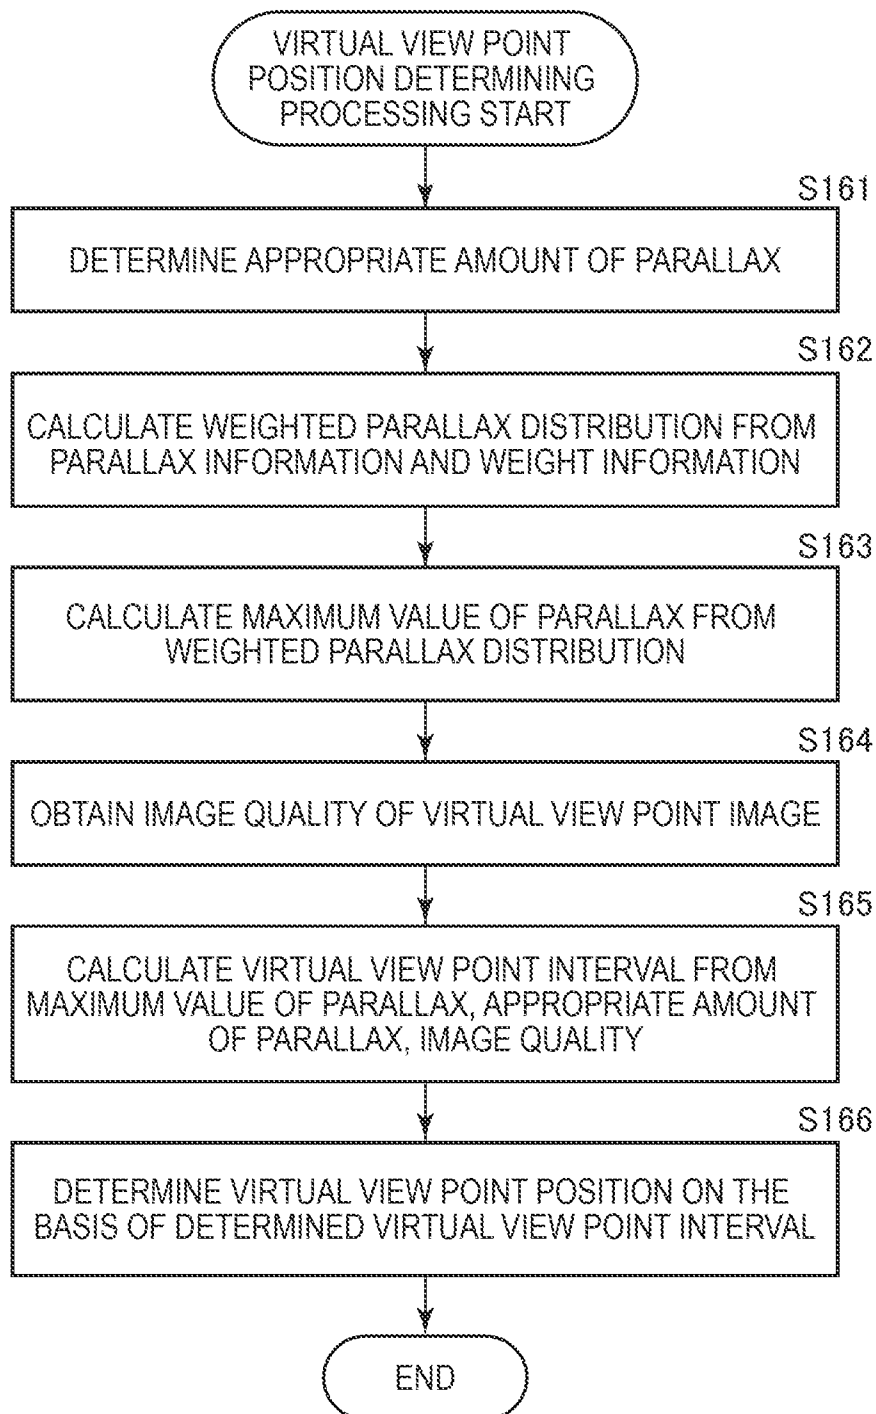 VIRTUAL VIEW POINT
POSITION DETERMINING
PROCESSING START
S161
DETERMINE APPROPRIATE AMOUNT OF PARALLAX
S162
CALCULATE WEIGHTED PARALLAX DISTRIBUTION FROM
PARALLAX INFORMATION AND WEIGHT INFORMATION
S163
CALCULATE MAXIMUM VALUE OF PARALLAX FROM
WEIGHTED PARALLAX DISTRIBUTION
S164
OBTAIN IMAGE QUALITY OF VIRTUAL VIEW POINT IMAGE
S165
CALCULATE VIRTUAL VIEW POINT INTERVAL FROM
MAXIMUM VALUE OF PARALLAX, APPROPRIATE AMOUNT
OF PARALLAX, IMAGE QUALITY
S166
DETERMINE VIRTUAL VIEW POINT POSITION ON THE
BASIS OF DETERMINED VIRTUAL VIEW POINT INTERVAL
END